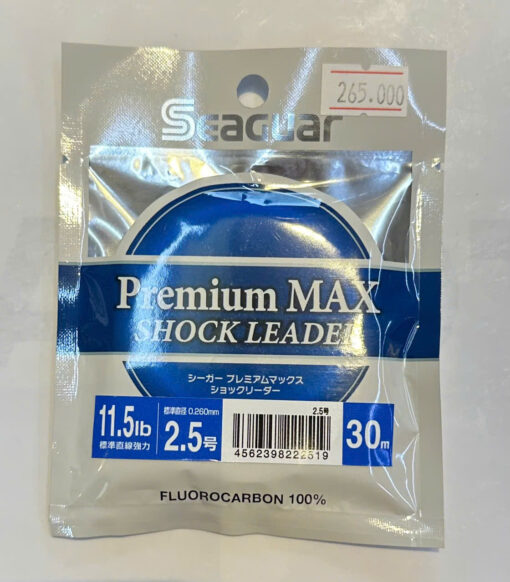 265.000
Seaguar
Premium MAX
SHOCK LEADER
シーガー プレミアムマックス
ショックリーダー
11.5lb
標準直線強力
標準直径 0.260mm
2.5号
2.5号
4562398222519
30m
FLUOROCARBON 100%